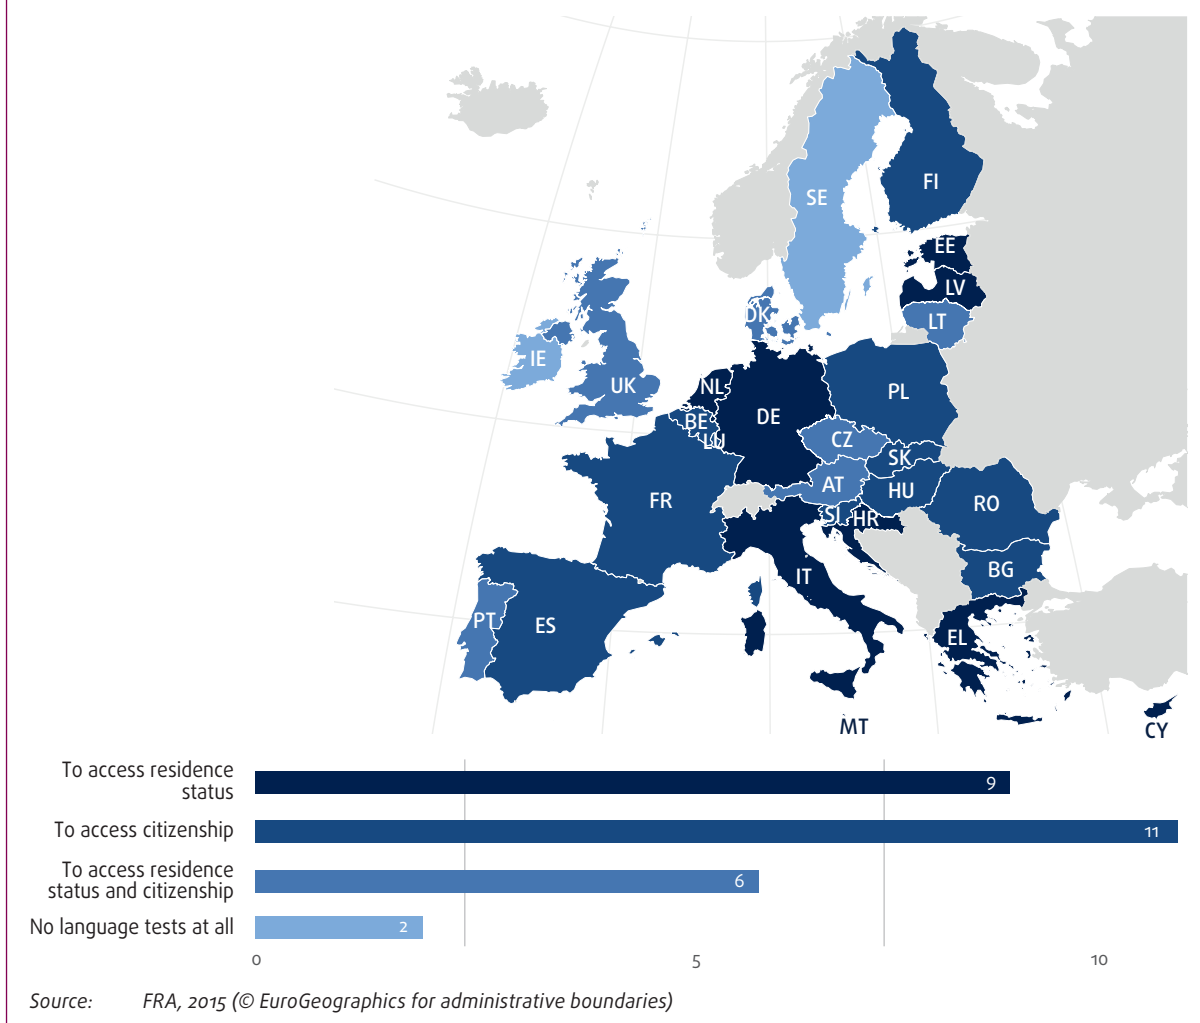 FI
SE
EE
LV
LT
DK
IE
UK
NL
DE
PL
BE
LU
CZ
SK
AT
HU
FR
SI
HR
RO
IT
BG
PT
ES
EL
MT
CY
To access residence
status
9
To access citizenship
11
To access residence
status and citizenship
6
No language tests at all
2
0
5
10
Source: FRA, 2015 (© EuroGeographics for administrative boundaries)